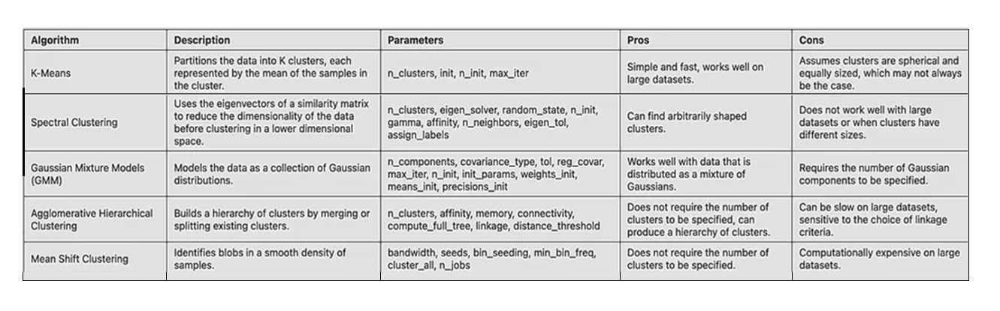 Algorithm
Description
Parameters
Pros
Cons
K-Means
Partitions the data into K clusters, each
represented by the mean of the samples in
the cluster.
n_clusters, init, n_init, max_iter
Simple and fast, works well on
large datasets.
Assumes clusters are spherical and
equally sized, which may not always
be the case.
Spectral Clustering
Uses the eigenvectors of a similarity matrix
to reduce the dimensionality of the data
before clustering in a lower dimensional
space.
n_clusters, eigen_solver, random_state, n_init,
gamma, affinity, n_neighbors, eigen_tol,
assign_labels
Can find arbitrarily shaped
clusters.
Does not work well with large
datasets or when clusters have
different sizes.
Gaussian Mixture Models
(GMM)
Models the data as a collection of Gaussian
distributions.
n_components, covariance_type, tol, reg_covar,
max_iter, n_init, init_params, weights_init,
means_init, precisions_init
Works well with data that is
distributed as a mixture of
Gaussians.
Requires the number of Gaussian
components to be specified.
Agglomerative Hierarchical
Clustering
Builds a hierarchy of clusters by merging or
splitting existing clusters.
n_clusters, affinity, memory, connectivity,
compute_full_tree, linkage, distance_threshold
Does not require the number of
clusters to be specified, can
produce a hierarchy of clusters.
Can be slow on large datasets,
sensitive to the choice of linkage
criteria.
Mean Shift Clustering
Identifies blobs in a smooth density of
samples.
bandwidth, seeds, bin_seeding, min_bin_freq,
cluster_all, n_jobs
Does not require the number of
clusters to be specified.
Computationally expensive on large
datasets.